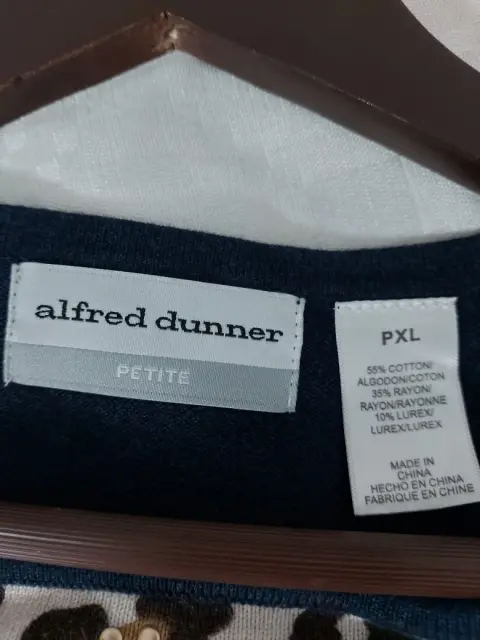 alfred dunner
PETITE
PXL
55% COTTON/
ALGODON/COTON
35% RAYON/
RAYON/RAYONNE
10% LUREX/
LUREX/LUREX
MADE IN
CHINA
HECHO EN CHINA
FABRIQUE EN CHINE